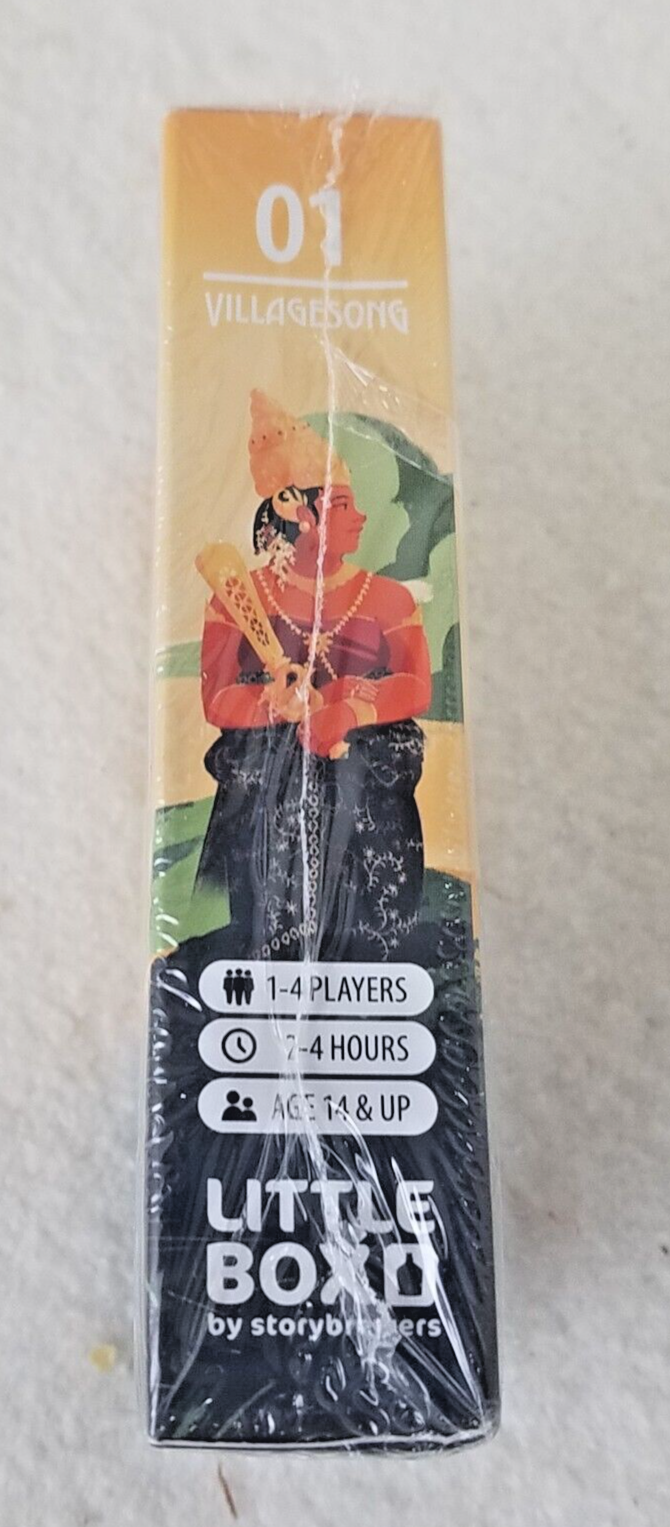 01
VILLAGESONG
1-4 PLAYERS
2-4 HOURS
AGE 14 & UP
LITTLE
BOX
by storybrewers